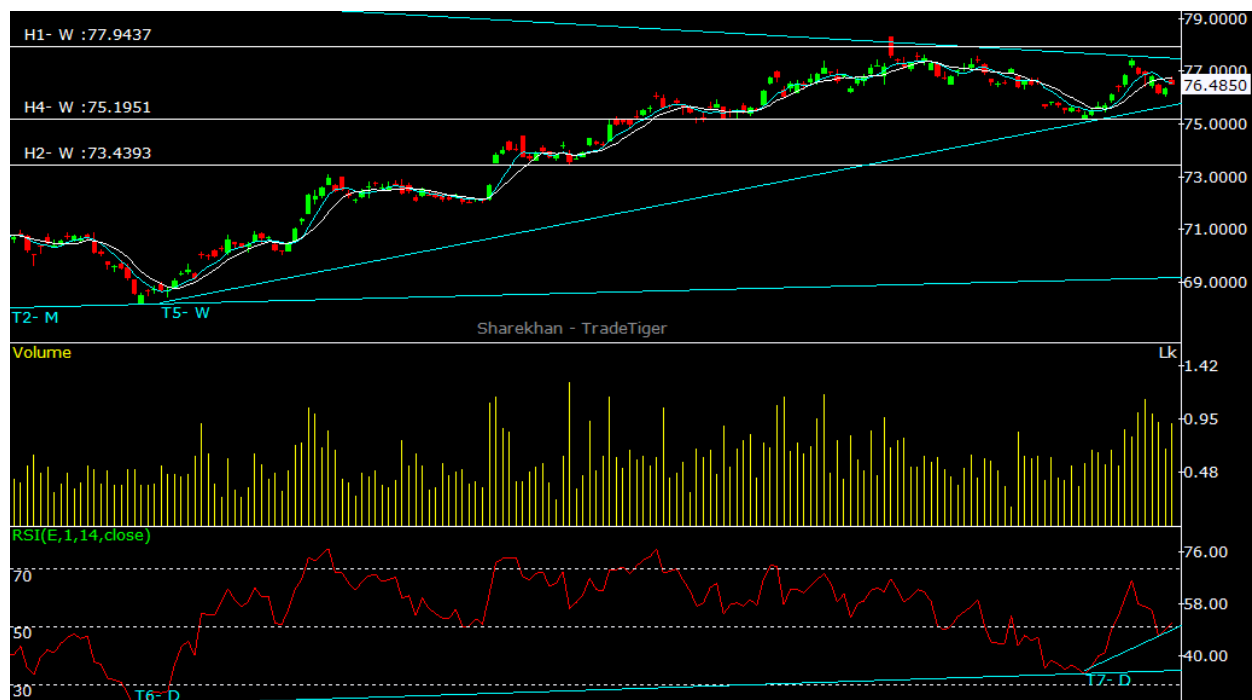 79.0000
H1- W :77.9437
77.0000
76.4850
H4- W :75.1951
75.0000
H2- W :73.4393
73.0000
71.0000
69.0000
T2- M
T5- W
Sharekhan - TradeTiger
Volume
Lk
1.42
0.95
0.48
RSI(E,1,14,close)
76.00
70
58.00
50
40.00
30
T6- D
T7- D